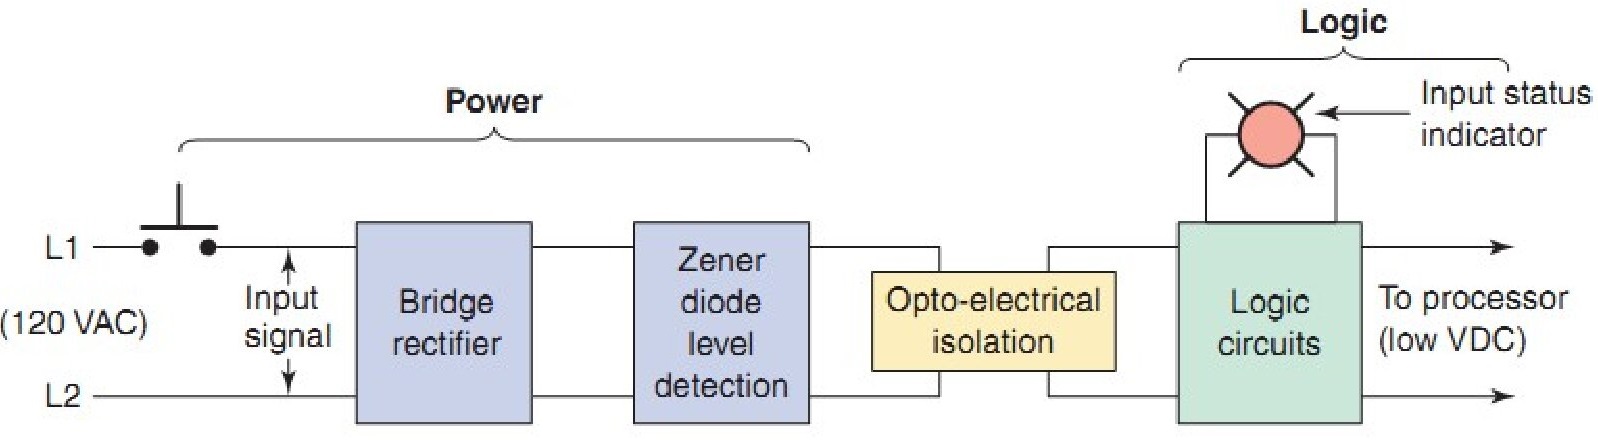 Logic
Input status
indicator
Power
L1
(120 VAC)
L2
Input
signal
Bridge
rectifier
Zener
diode
level
detection
Opto-electrical
isolation
Logic
circuits
To processor
(low VDC)